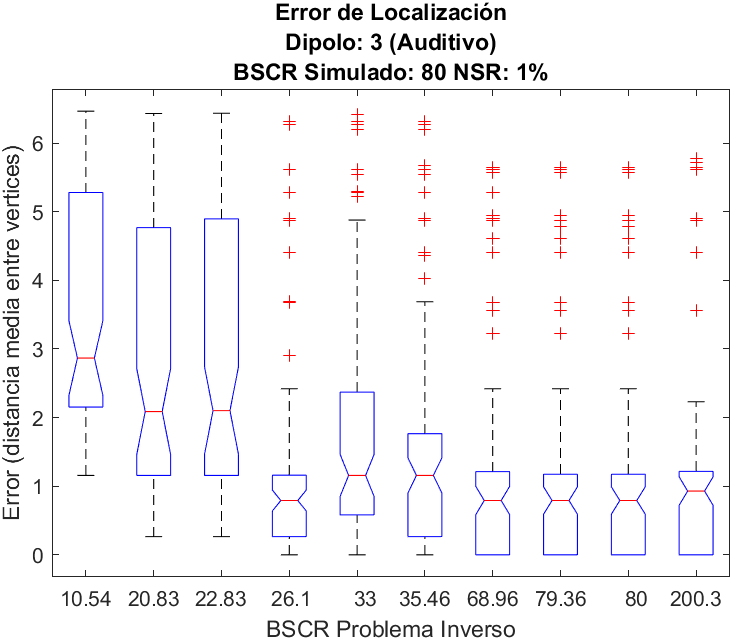 Error de Localización
Dipolo: 3 (Auditivo)
BSCR Simulado: 80 NSR: 1%
Error (distancia media entre vertices)
6
5
4
3
2
1
0
10.54 20.83 22.83 26.1 33 35.46 68.96 79.36 80 200.3
BSCR Problema Inverso